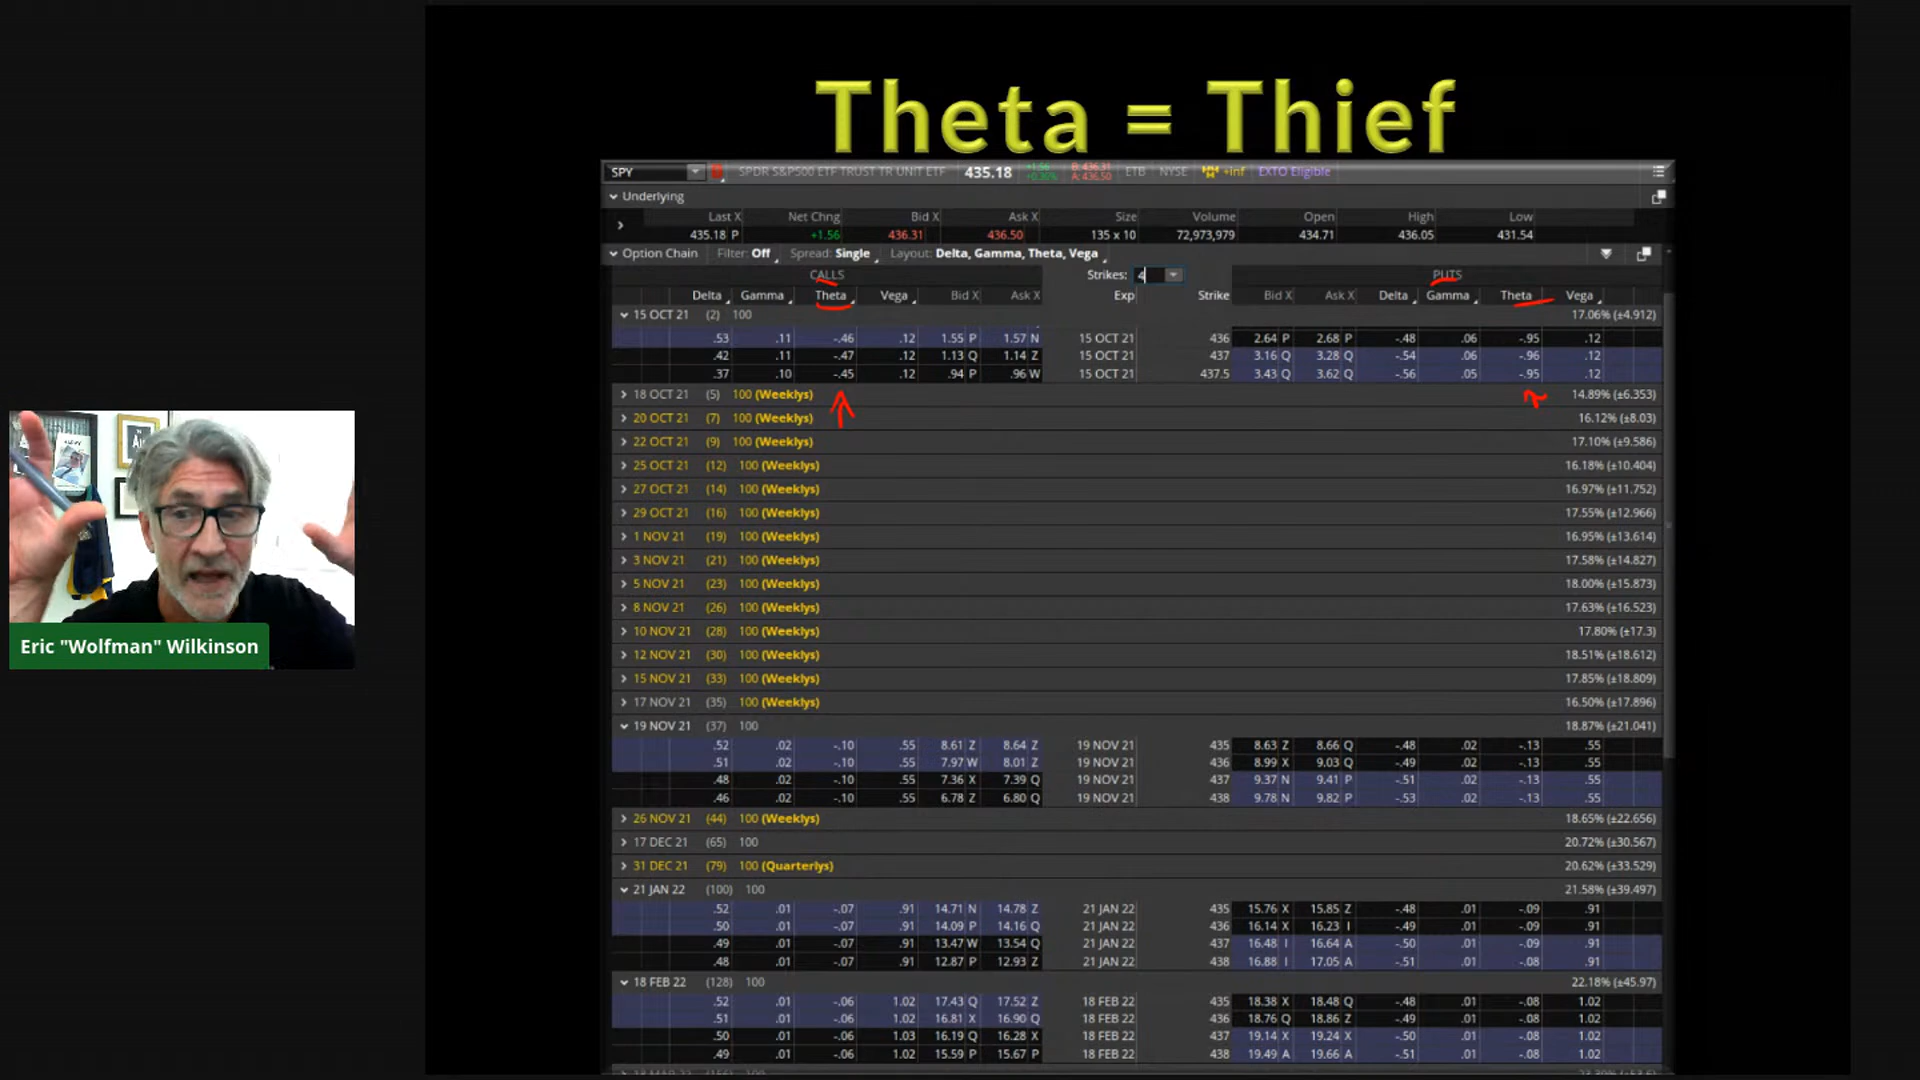 Theta = Thief
SPY SPDR S&P500 ETF TRUST TR UNIT ETF 435.18 +1.56 +0.36% B: 436.31 A: 436.50 ETB NYSE +inf EXTO Eligible
Underlying
Last X Net Chng Bid X Ask X Size Volume Open High Low
435.18 P +1.56 436.31 436.50 135 x 10 72,973,979 434.71 436.05 431.54
Option Chain Filter: Off Spread: Single Layout: Delta, Gamma, Theta, Vega
CALLS Strikes: 4 PUTS
Delta Gamma Theta Vega Bid X Ask X Exp Strike Bid X Ask X Delta Gamma Theta Vega
15 OCT 21 (2) 100 17.06% (±4.912)
.53 .11 -.46 .12 1.55 P 1.57 N 15 OCT 21 436 2.64 P 2.68 P -.48 .06 -.95 .12
.42 .11 -.47 .12 1.13 Q 1.14 Z 15 OCT 21 437 3.16 Q 3.28 Q -.54 .06 -.96 .12
.37 .10 -.45 .12 .94 P .96 W 15 OCT 21 437.5 3.43 Q 3.62 Q -.56 .05 -.95 .12
18 OCT 21 (5) 100 (Weeklys) 14.89% (±6.353)
20 OCT 21 (7) 100 (Weeklys) 16.12% (±8.03)
22 OCT 21 (9) 100 (Weeklys) 17.10% (±9.586)
25 OCT 21 (12) 100 (Weeklys) 16.18% (±10.404)
27 OCT 21 (14) 100 (Weeklys) 16.97% (±11.752)
29 OCT 21 (16) 100 (Weeklys) 17.55% (±12.966)
1 NOV 21 (19) 100 (Weeklys) 16.95% (±13.614)
3 NOV 21 (21) 100 (Weeklys) 17.58% (±14.827)
5 NOV 21 (23) 100 (Weeklys) 18.00% (±15.873)
8 NOV 21 (26) 100 (Weeklys) 17.63% (±16.523)
10 NOV 21 (28) 100 (Weeklys) 17.80% (±17.3)
12 NOV 21 (30) 100 (Weeklys) 18.51% (±18.612)
15 NOV 21 (33) 100 (Weeklys) 17.85% (±18.809)
17 NOV 21 (35) 100 (Weeklys) 16.50% (±17.896)
19 NOV 21 (37) 100 18.87% (±21.041)
.52 .02 -.10 .55 8.61 Z 8.64 Z 19 NOV 21 435 8.63 Z 8.66 Q -.48 .02 -.13 .55
.51 .02 -.10 .55 7.97 W 8.01 Z 19 NOV 21 436 8.99 X 9.03 Q -.49 .02 -.13 .55
.48 .02 -.10 .55 7.36 X 7.39 Q 19 NOV 21 437 9.37 N 9.41 P -.51 .02 -.13 .55
.46 .02 -.10 .55 6.78 Z 6.80 Q 19 NOV 21 438 9.78 N 9.82 P -.53 .02 -.13 .55
26 NOV 21 (44) 100 (Weeklys) 18.65% (±22.656)
17 DEC 21 (65) 100 20.72% (±30.567)
31 DEC 21 (79) 100 (Quarterlys) 20.62% (±33.529)
21 JAN 22 (100) 100 21.58% (±39.497)
.52 .01 -.07 .91 14.71 N 14.78 Z 21 JAN 22 435 15.76 X 15.85 Z -.48 .01 -.09 .91
.50 .01 -.07 .91 14.09 P 14.16 Q 21 JAN 22 436 16.14 X 16.23 I -.49 .01 -.09 .91
.49 .01 -.07 .91 13.47 W 13.54 Q 21 JAN 22 437 16.48 I 16.64 A -.50 .01 -.09 .91
.48 .01 -.07 .91 12.87 P 12.93 Z 21 JAN 22 438 16.88 I 17.05 A -.51 .01 -.08 .91
18 FEB 22 (128) 100 22.18% (±45.97)
.52 .01 -.06 1.02 17.43 Q 17.52 Z 18 FEB 22 435 18.38 X 18.48 Q -.48 .01 -.08 1.02
.51 .01 -.06 1.02 16.81 X 16.90 Q 18 FEB 22 436 18.76 Q 18.86 Z -.49 .01 -.08 1.02
.50 .01 -.06 1.03 16.19 Q 16.28 X 18 FEB 22 437 19.14 X 19.24 X -.50 .01 -.08 1.02
.49 .01 -.06 1.02 15.59 P 15.67 P 18 FEB 22 438 19.49 A 19.66 A -.51 .01 -.08 1.02
Eric "Wolfman" Wilkinson